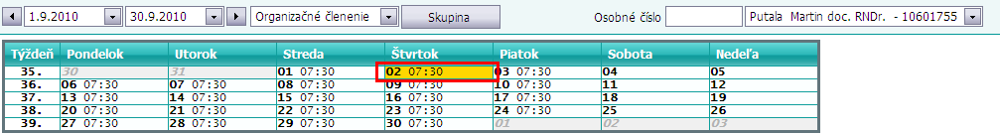 1.9.2010 30.9.2010 Organizačné členenie Skupina Osobné číslo Putala Martin doc. RNDr. - 10601755
Týždeň Pondelok Utorok Streda Štvrtok Piatok Sobota Nedeľa
35. 30 31 01 07:30 02 07:30 03 07:30 04 05
36. 06 07:30 07 07:30 08 07:30 09 07:30 10 07:30 11 12
37. 13 07:30 14 07:30 15 07:30 16 07:30 17 07:30 18 19
38. 20 07:30 21 07:30 22 07:30 23 07:30 24 07:30 25 26
39. 27 07:30 28 07:30 29 07:30 30 07:30 01 02 03